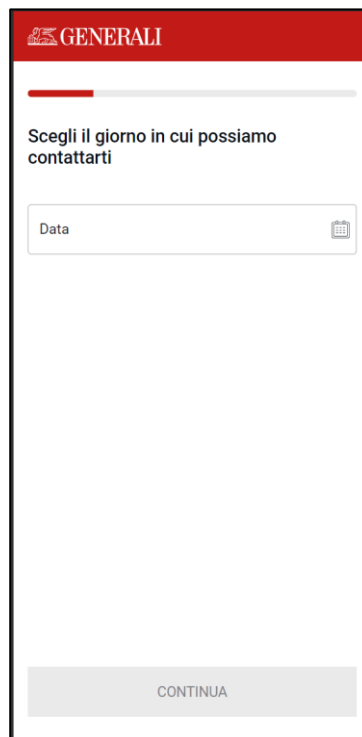 GENERALI
Scegli il giorno in cui possiamo
contattarti
Data
CONTINUA